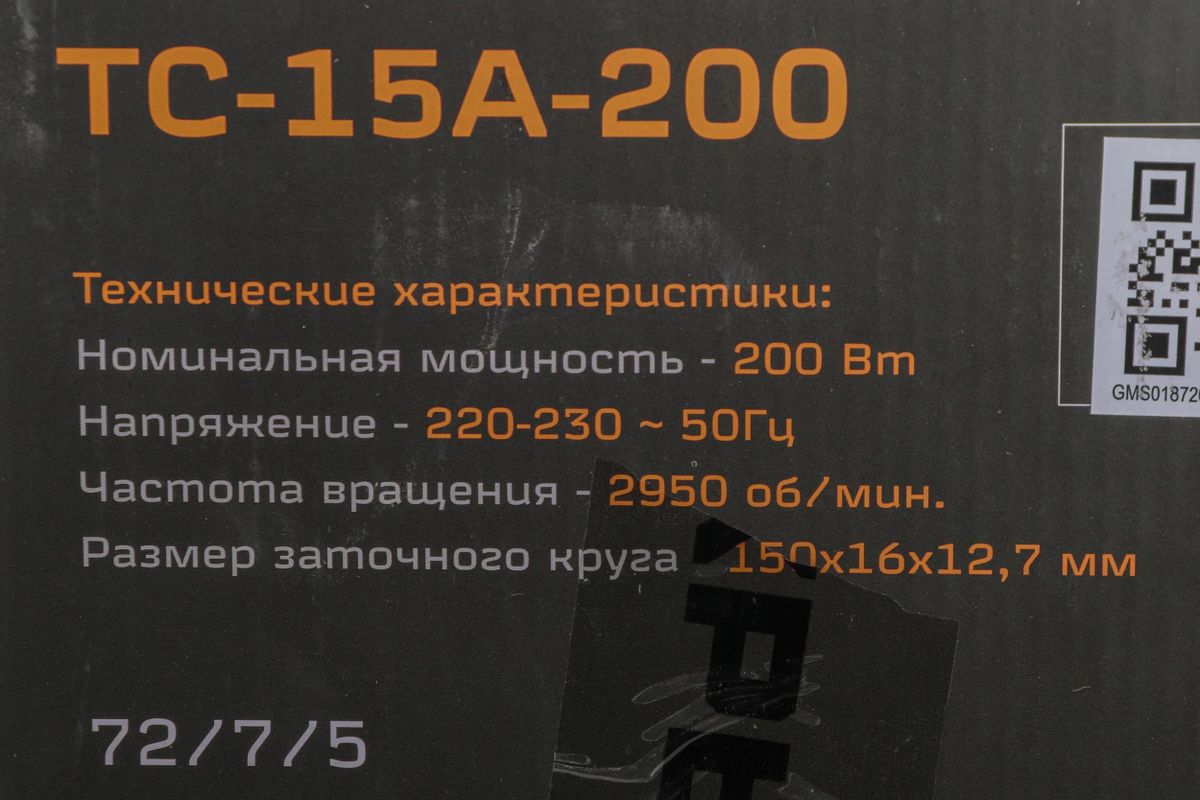 ТС-15А-200
Технические характеристики:
Номинальная мощность - 200 Вт
Напряжение - 220-230 ~ 50Гц
Частота вращения - 2950 об/мин.
Размер заточного круга 150х16х12,7 мм
72/7/5